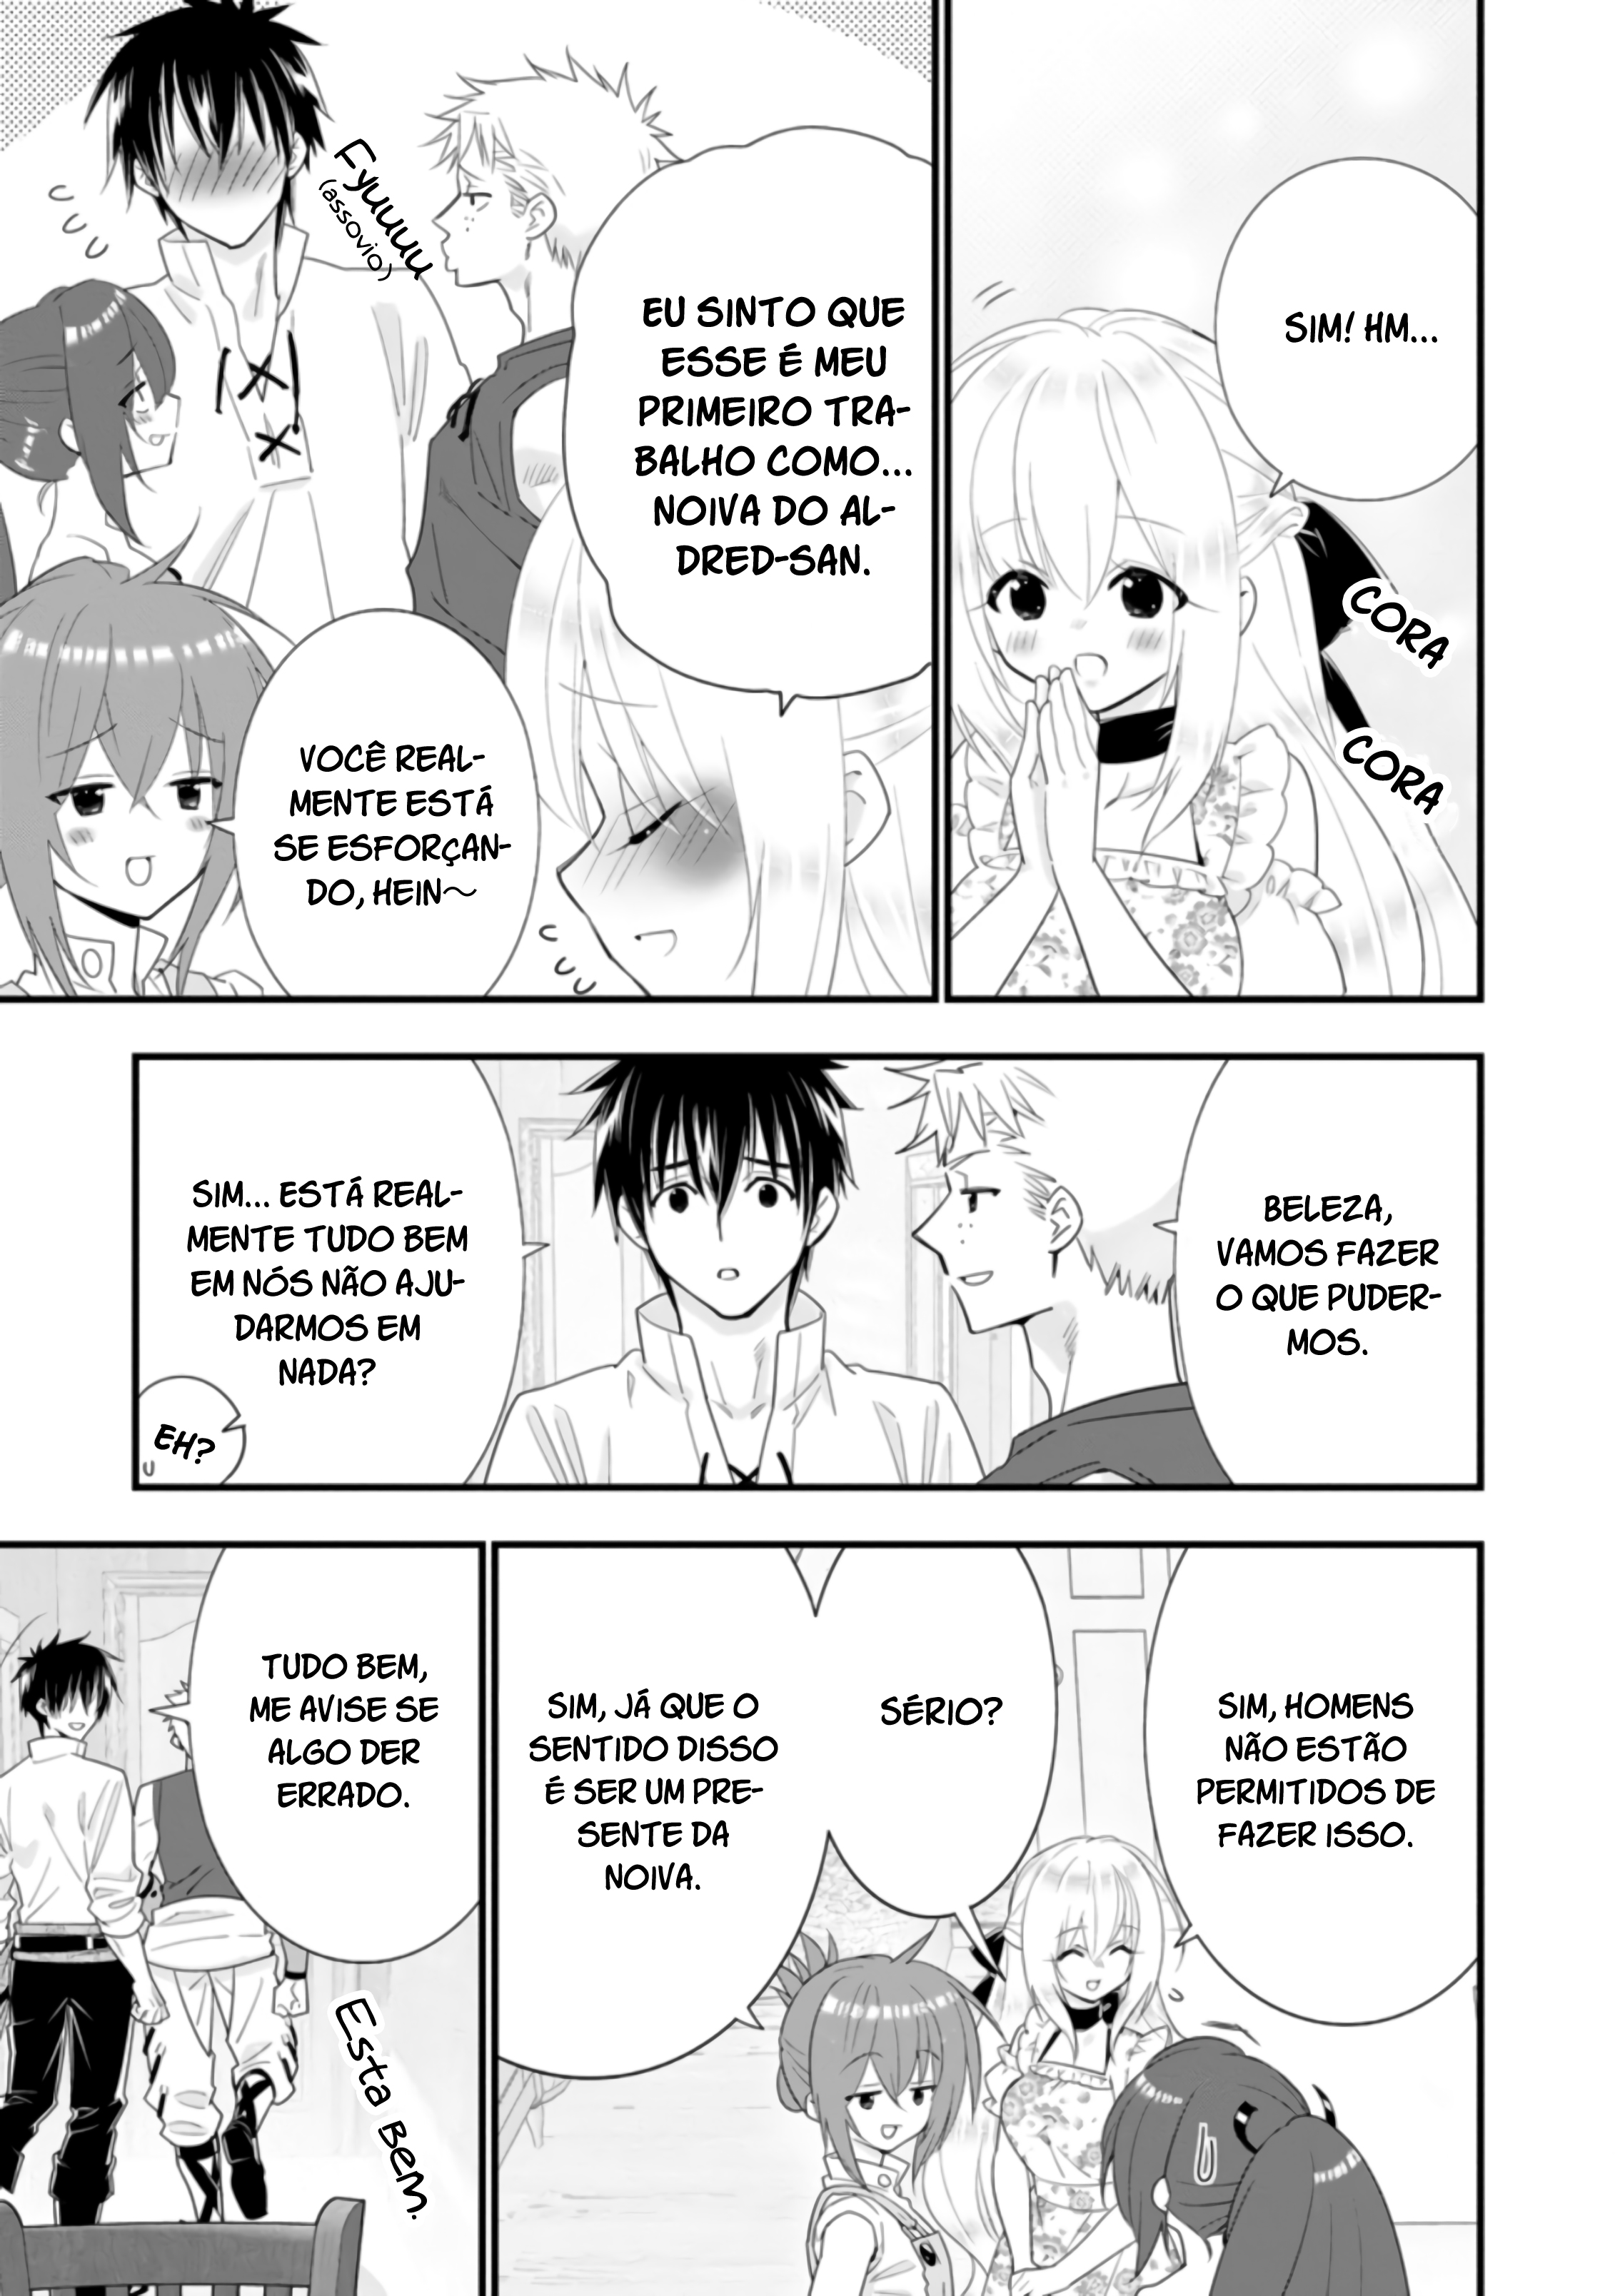 SIM! HM...
CORA
CORA
EU SINTO QUE
ESSE É MEU
PRIMEIRO TRA-
BALHO COMO...
NOIVA DO AL-
DRED-SAN.
Fyuuuu
(assovio)
VOCÊ REAL-
MENTE ESTÁ
SE ESFORÇAN-
DO, HEIN~
BELEZA,
VAMOS FAZER
O QUE PUDER-
MOS.
SIM... ESTÁ REAL-
MENTE TUDO BEM
EM NÓS NÃO AJU-
DARMOS EM
NADA?
EH?
SIM, HOMENS
NÃO ESTÃO
PERMITIDOS DE
FAZER ISSO.
SÉRIO?
SIM, JÁ QUE O
SENTIDO DISSO
É SER UM PRE-
SENTE DA
NOIVA.
TUDO BEM,
ME AVISE SE
ALGO DER
ERRADO.
Esta bem.